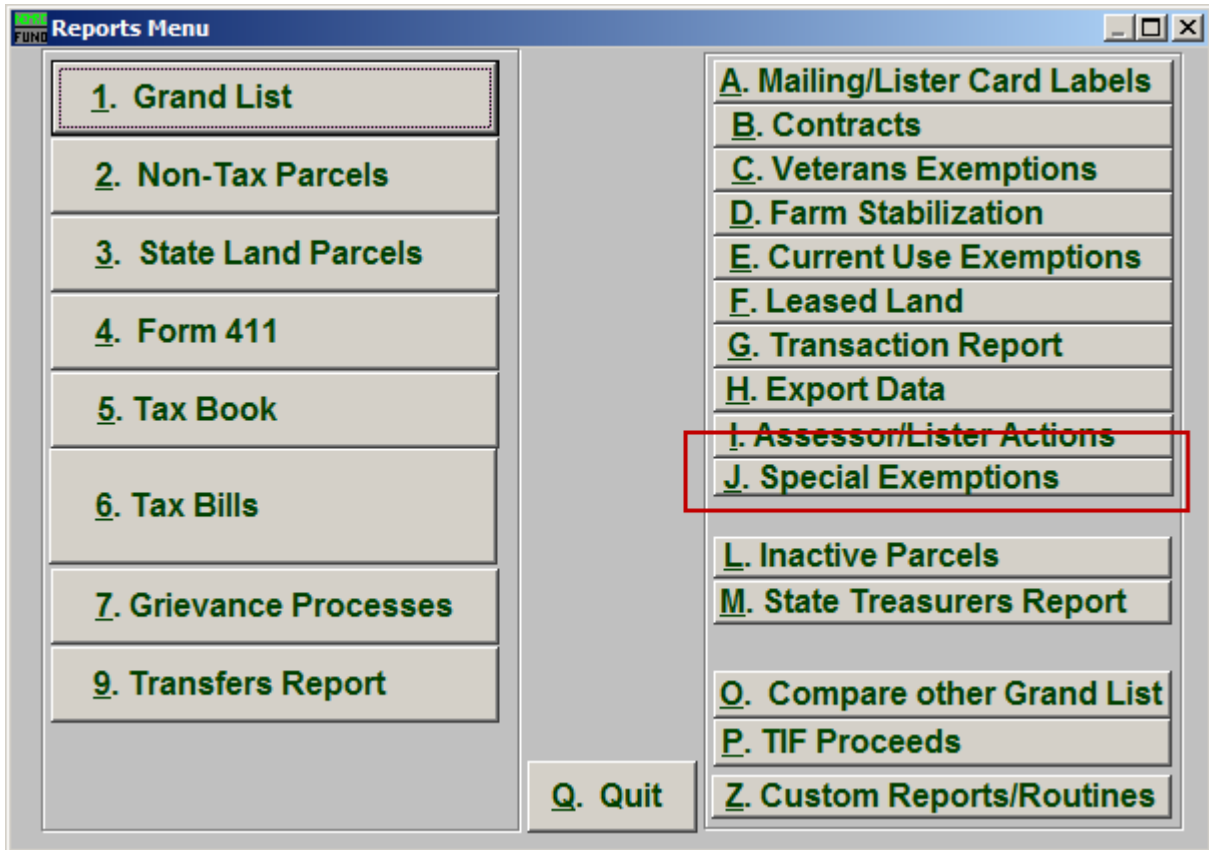 NEMRC
FUND Reports Menu
1. Grand List
2. Non-Tax Parcels
3. State Land Parcels
4. Form 411
5. Tax Book
6. Tax Bills
7. Grievance Processes
9. Transfers Report
Q. Quit
A. Mailing/Lister Card Labels
B. Contracts
C. Veterans Exemptions
D. Farm Stabilization
E. Current Use Exemptions
F. Leased Land
G. Transaction Report
H. Export Data
I. Assessor/Lister Actions
J. Special Exemptions
L. Inactive Parcels
M. State Treasurers Report
O. Compare other Grand List
P. TIF Proceeds
Z. Custom Reports/Routines